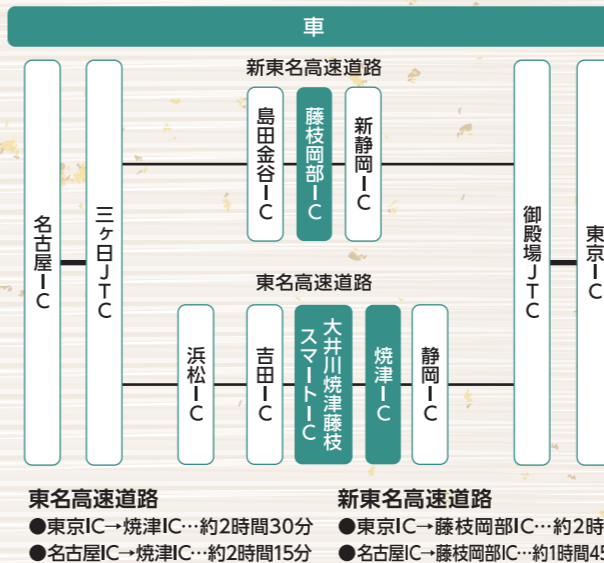 車
新東名高速道路
島田金谷IC
藤枝岡部IC
新静岡IC
名古屋IC
三ヶ日JTC
御殿場JTC
東京IC
東名高速道路
浜松IC
吉田IC
大井川焼津藤枝
スマートIC
焼津IC
静岡IC
東名高速道路
●東京IC→焼津IC…約2時間30分
●名古屋IC→焼津IC…約2時間15分
新東名高速道路
●東京IC→藤枝岡部IC…約2時
●名古屋IC→藤枝岡部IC…約1時間45